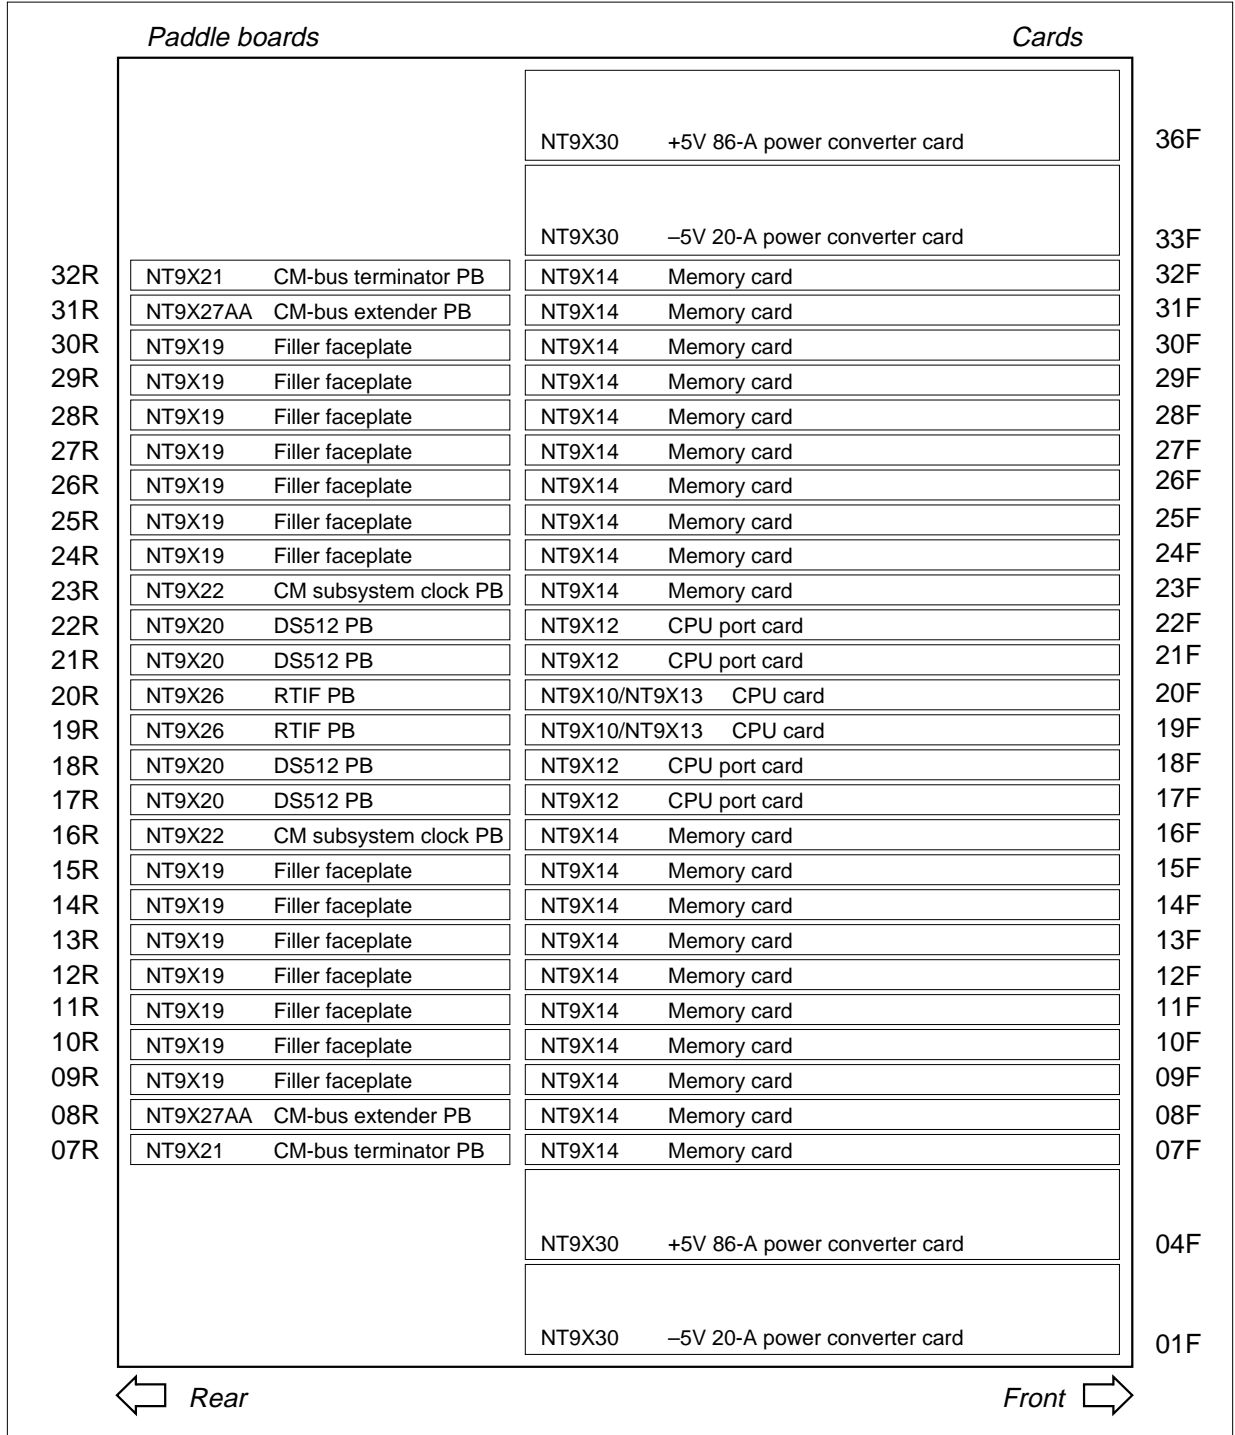 Paddle boards Cards
NT9X30 +5V 86-A power converter card 36F
NT9X30 –5V 20-A power converter card 33F
32R NT9X21 CM-bus terminator PB NT9X14 Memory card 32F
31R NT9X27AA CM-bus extender PB NT9X14 Memory card 31F
30R NT9X19 Filler faceplate NT9X14 Memory card 30F
29R NT9X19 Filler faceplate NT9X14 Memory card 29F
28R NT9X19 Filler faceplate NT9X14 Memory card 28F
27R NT9X19 Filler faceplate NT9X14 Memory card 27F
26R NT9X19 Filler faceplate NT9X14 Memory card 26F
25R NT9X19 Filler faceplate NT9X14 Memory card 25F
24R NT9X19 Filler faceplate NT9X14 Memory card 24F
23R NT9X22 CM subsystem clock PB NT9X14 Memory card 23F
22R NT9X20 DS512 PB NT9X12 CPU port card 22F
21R NT9X20 DS512 PB NT9X12 CPU port card 21F
20R NT9X26 RTIF PB NT9X10/NT9X13 CPU card 20F
19R NT9X26 RTIF PB NT9X10/NT9X13 CPU card 19F
18R NT9X20 DS512 PB NT9X12 CPU port card 18F
17R NT9X20 DS512 PB NT9X12 CPU port card 17F
16R NT9X22 CM subsystem clock PB NT9X14 Memory card 16F
15R NT9X19 Filler faceplate NT9X14 Memory card 15F
14R NT9X19 Filler faceplate NT9X14 Memory card 14F
13R NT9X19 Filler faceplate NT9X14 Memory card 13F
12R NT9X19 Filler faceplate NT9X14 Memory card 12F
11R NT9X19 Filler faceplate NT9X14 Memory card 11F
10R NT9X19 Filler faceplate NT9X14 Memory card 10F
09R NT9X19 Filler faceplate NT9X14 Memory card 09F
08R NT9X27AA CM-bus extender PB NT9X14 Memory card 08F
07R NT9X21 CM-bus terminator PB NT9X14 Memory card 07F
NT9X30 +5V 86-A power converter card 04F
NT9X30 –5V 20-A power converter card 01F
Rear Front